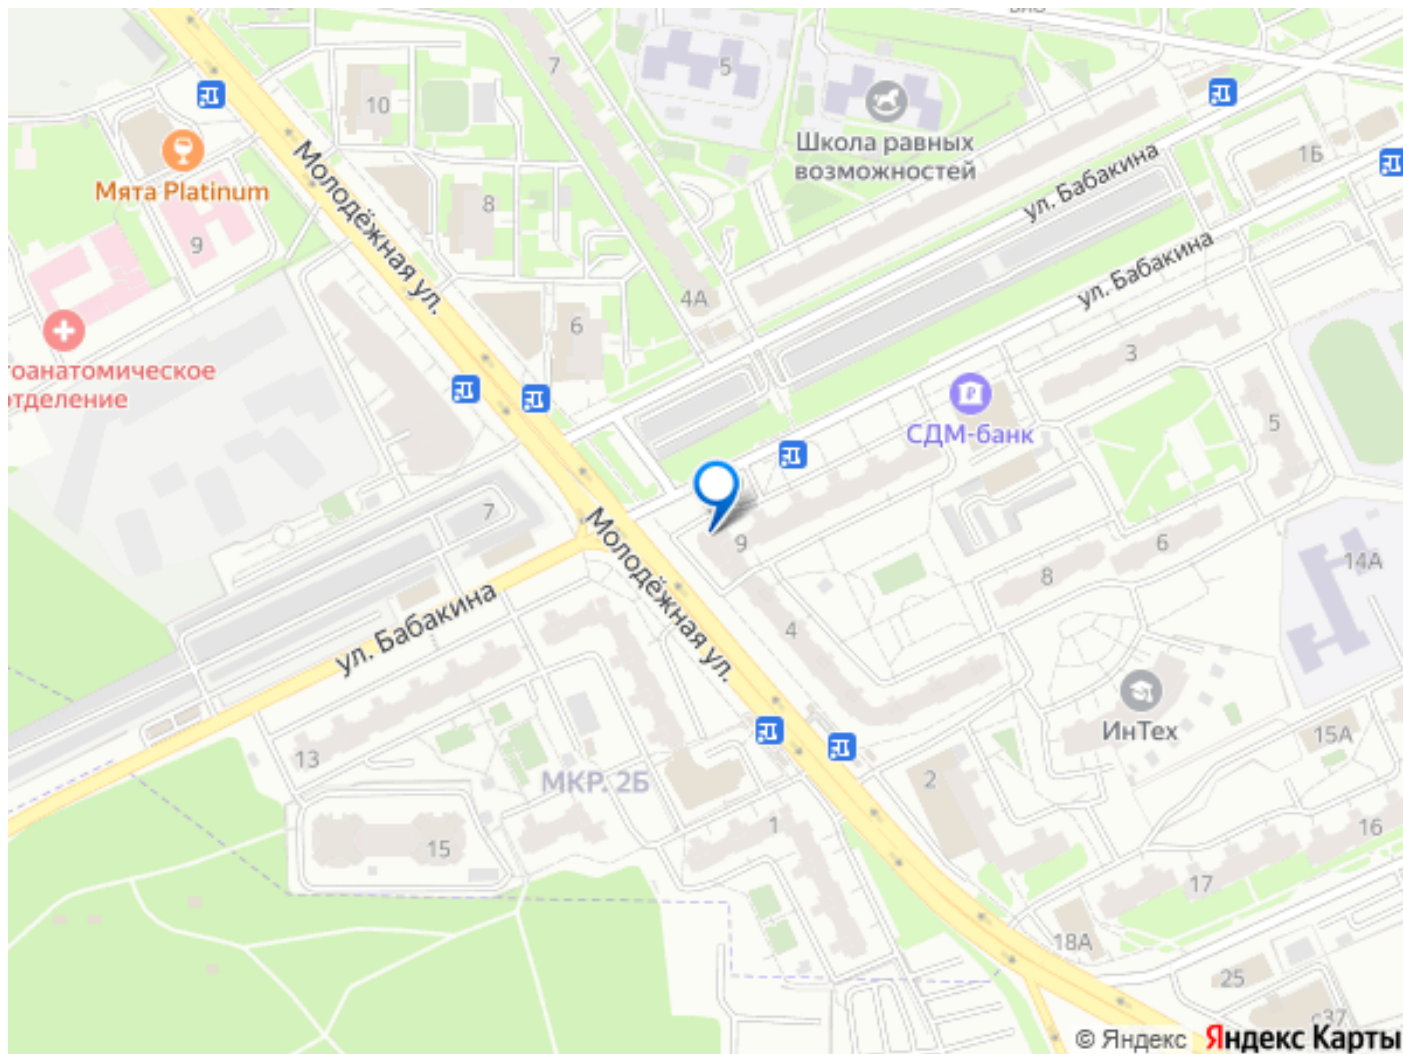 7
5
10
Школа равных
возможностей
1Б
ул. Бабакина
Мята Platinum
Молодёжная ул.
8
9
ул. Бабакина
4А
6
3
отделение
СДМ-банк
5
7
9
Молодёжная ул.
6
14А
8
ул. Бабакина
4
ИнТех
15А
13
МКР. 2Б
2
1
16
15
17
18А
25
с37
© Яндекс
Яндекс Карты